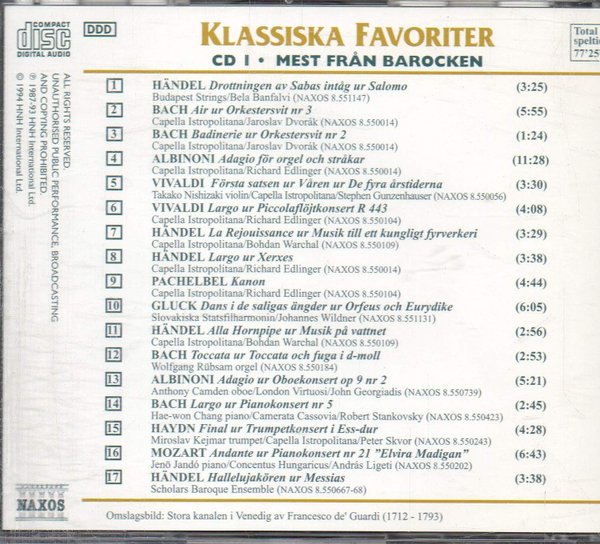 COMPACT
disc
DIGITAL AUDIO
DDD
KLASSISKA FAVORITER
CD 1 • MEST FRÅN BAROCKEN
Total
77'25
1 HÄNDEL Drottningen av Sabas intåg ur Salomo (3:25)
Budapest Strings/Bela Banfalvi (NAXOS 8.551147)
2 BACH Air ur Orkestersvit nr 3 (5:55)
Capella Istropolitana/Jaroslav Dvorák (NAXOS 8.550014)
3 BACH Badinerie ur Orkestersvit nr 2 (1:24)
Capella Istropolitana/Jaroslav Dvorák (NAXOS 8.550014)
4 ALBINONI Adagio för orgel och stråkar (11:28)
Capella Istropolitana/Richard Edlinger (NAXOS 8.550014)
5 VIVALDI Första satsen ur Våren ur De fyra årstiderna (3:30)
Takako Nishizaki violin/Capella Istropolitana/Stephen Gunzenhauser (NAXOS 8.550056)
6 VIVALDI Largo ur Piccolaflöjtkonsert R 443 (4:08)
Capella Istropolitana/Richard Edlinger (NAXOS 8.550104)
7 HÄNDEL La Rejouissance ur Musik till ett kungligt fyrverkeri (3:29)
Capella Istropolitana/Bohdan Warchal (NAXOS 8.550109)
8 HÄNDEL Largo ur Xerxes (3:38)
Capella Istropolitana/Richard Edlinger (NAXOS 8.550014)
9 PACHELBEL Kanon (4:44)
Capella Istropolitana/Richard Edlinger (NAXOS 8.550104)
10 GLUCK Dans i de saligas ängder ur Orfeus och Eurydike (6:05)
Slovakiska Statsfilharmonin/Johannes Wildner (NAXOS 8.551131)
11 HÄNDEL Alla Hornpipe ur Musik på vattnet (2:56)
Capella Istropolitana/Bohdan Warchal (NAXOS 8.550109)
12 BACH Toccata ur Toccata och fuga i d-moll (2:53)
Wolfgang Rübsam orgel (NAXOS 8.550184)
13 ALBINONI Adagio ur Oboekonsert op 9 nr 2 (5:21)
Anthony Camden oboe/London Virtuosi/John Georgiadis (NAXOS 8.550739)
14 BACH Largo ur Pianokonsert nr 5 (2:45)
Hae-won Chang piano/Camerata Cassovia/Robert Stankovsky (NAXOS 8.550423)
15 HAYDN Final ur Trumpetkonsert i Ess-dur (4:28)
Miroslav Kejmar trumpet/Capella Istropolitana/Peter Skvor (NAXOS 8.550243)
16 MOZART Andante ur Pianokonsert nr 21 ”Elvira Madigan” (6:43)
Jenö Jandó piano/Concentus Hungaricus/András Ligeti (NAXOS 8.550202)
17 HÄNDEL Hallelujakören ur Messias (3:38)
Scholars Baroque Ensemble (NAXOS 8.550667-68)
Omslagsbild: Stora kanalen i Venedig av Francesco de' Guardi (1712 - 1793)
ALL RIGHTS RESERVED.
UNAUTHORISED PUBLIC PERFORMANCE, BROADCASTING
AND COPYING PROHIBITED.
℗ 1987-93 HNH International Ltd.
© 1994 HNH International Ltd.
NAXOS